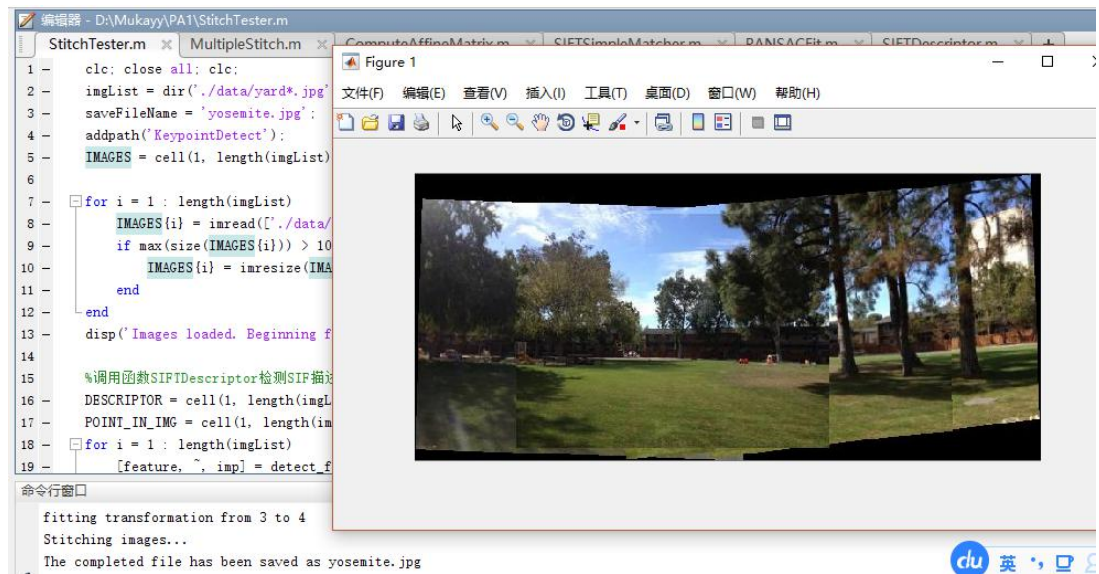 编辑器 - D:\Mukayy\PA1\StitchTester.m
StitchTester.m × MultipleStitch.m × ComputeAffineMatrix.m × SIFTSimpleMatcher.m × RANSACFit.m × SIFTDescriptor.m × +
Figure 1
文件(F) 编辑(E) 查看(V) 插入(I) 工具(T) 桌面(D) 窗口(W) 帮助(H)
1 – clc; close all; clc;
2 – imgList = dir('./data/yard*.jpg'
3 – saveFileName = 'yosemite.jpg';
4 – addpath('KeypointDetect');
5 – IMAGES = cell(1, length(imgList)
6
7 – for i = 1 : length(imgList)
8 – IMAGES{i} = imread(['./data/
9 – if max(size(IMAGES{i})) > 10
10 – IMAGES{i} = imresize(IMA
11 – end
12 – end
13 – disp('Images loaded. Beginning f
14
15 %调用函数SIFTDescriptor检测SIF描述
16 – DESCRIPTOR = cell(1, length(imgL
17 – POINT_IN_IMG = cell(1, length(im
18 – for i = 1 : length(imgList)
19 – [feature, ~, imp] = detect_f
命令行窗口
fitting transformation from 3 to 4
Stitching images...
The completed file has been saved as yosemite.jpg
du 英